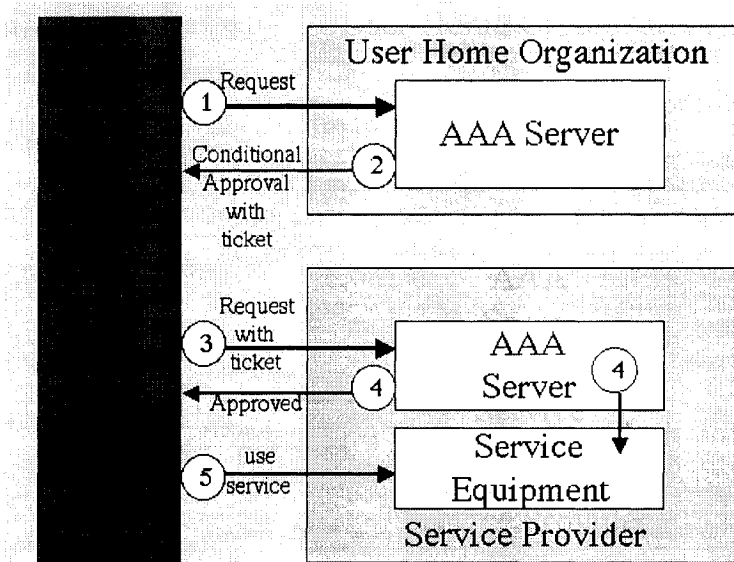 User Home Organization
Request
1
AAA Server
Conditional
2
Approval
with
ticket
Request
with
ticket
3
AAA
Server
4
4
Approved
use
service
5
Service
Equipment
Service Provider